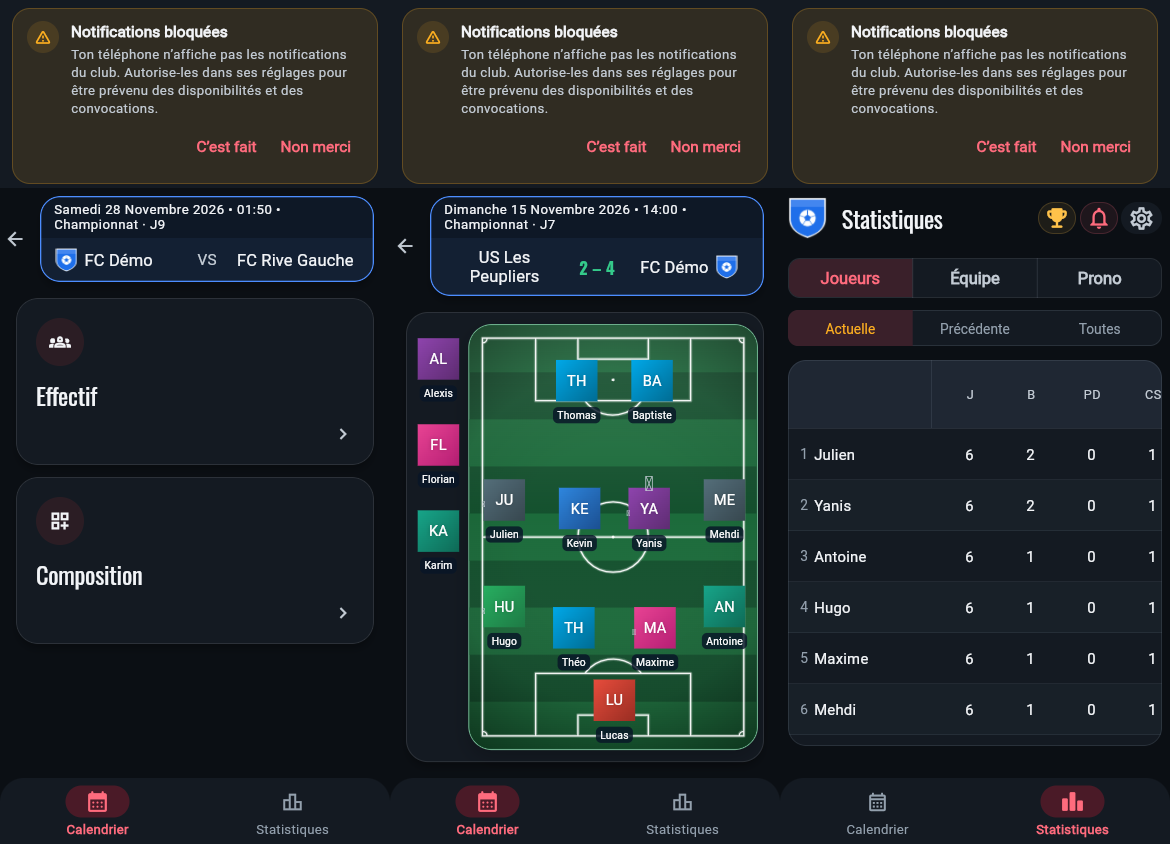 Notifications bloquées
Ton téléphone n’affiche pas les notifications
du club. Autorise-les dans ses réglages pour
être prévenu des disponibilités et des
convocations.
C’est fait
Non merci
Samedi 28 Novembre 2026 • 01:50 •
Championnat · J9
FC Démo
VS
FC Rive Gauche
Effectif
Composition
Calendrier
Statistiques
Notifications bloquées
Ton téléphone n’affiche pas les notifications
du club. Autorise-les dans ses réglages pour
être prévenu des disponibilités et des
convocations.
C’est fait
Non merci
Dimanche 15 Novembre 2026 • 14:00 •
Championnat · J7
US Les
Peupliers
2 – 4
FC Démo
AL
Alexis
FL
Florian
KA
Karim
TH
Thomas
BA
Baptiste
JU
Julien
KE
Kevin
YA
Yanis
ME
Mehdi
HU
Hugo
TH
Théo
MA
Maxime
AN
Antoine
LU
Lucas
Calendrier
Statistiques
Notifications bloquées
Ton téléphone n’affiche pas les notifications
du club. Autorise-les dans ses réglages pour
être prévenu des disponibilités et des
convocations.
C’est fait
Non merci
Statistiques
Joueurs
Équipe
Prono
Actuelle
Précédente
Toutes
J B PD CS
1 Julien 6 2 0 1
2 Yanis 6 2 0 1
3 Antoine 6 1 0 1
4 Hugo 6 1 0 1
5 Maxime 6 1 0 1
6 Mehdi 6 1 0 1
Calendrier
Statistiques